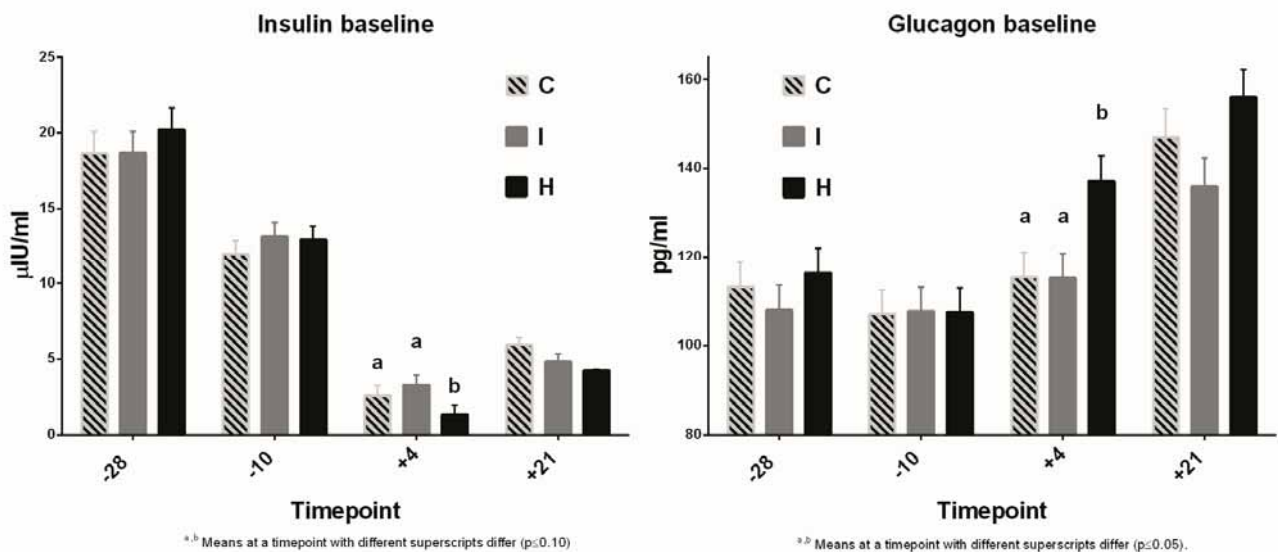 Insulin baseline
25
20
15
10
5
0
μIU/ml
C
I
H
a
a
b
-28
-10
+4
+21
Timepoint
a,b Means at a timepoint with different superscripts differ (p≤0.10)
Glucagon baseline
160
140
120
100
80
pg/ml
C
I
H
a
a
b
-28
-10
+4
+21
Timepoint
a,b Means at a timepoint with different superscripts differ (p≤0.05).